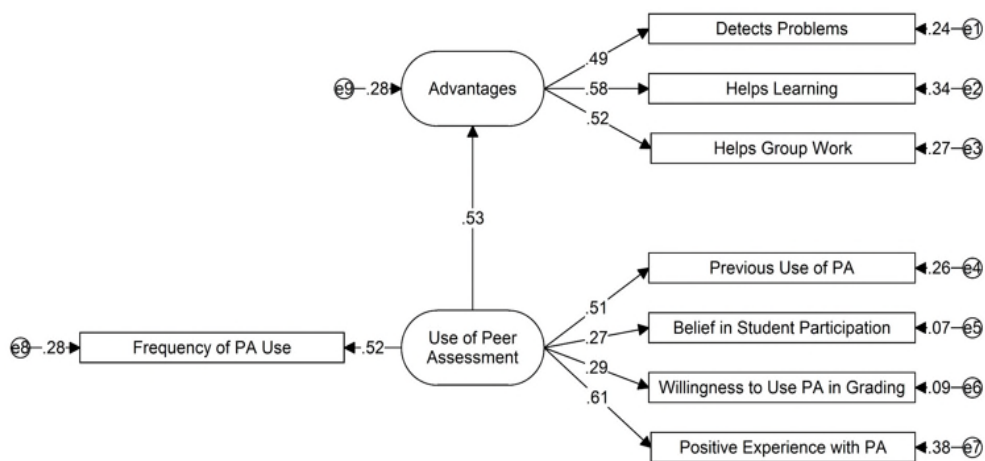 Detects Problems
.24
e1
.49
e9
.28
Advantages
.58
Helps Learning
.34
e2
.52
Helps Group Work
.27
e3
.53
Previous Use of PA
.26
e4
.51
.27
Belief in Student Participation
.07
e5
e8
.28
Frequency of PA Use
.52
Use of Peer
Assessment
.29
Willingness to Use PA in Grading
.09
e6
.61
Positive Experience with PA
.38
e7